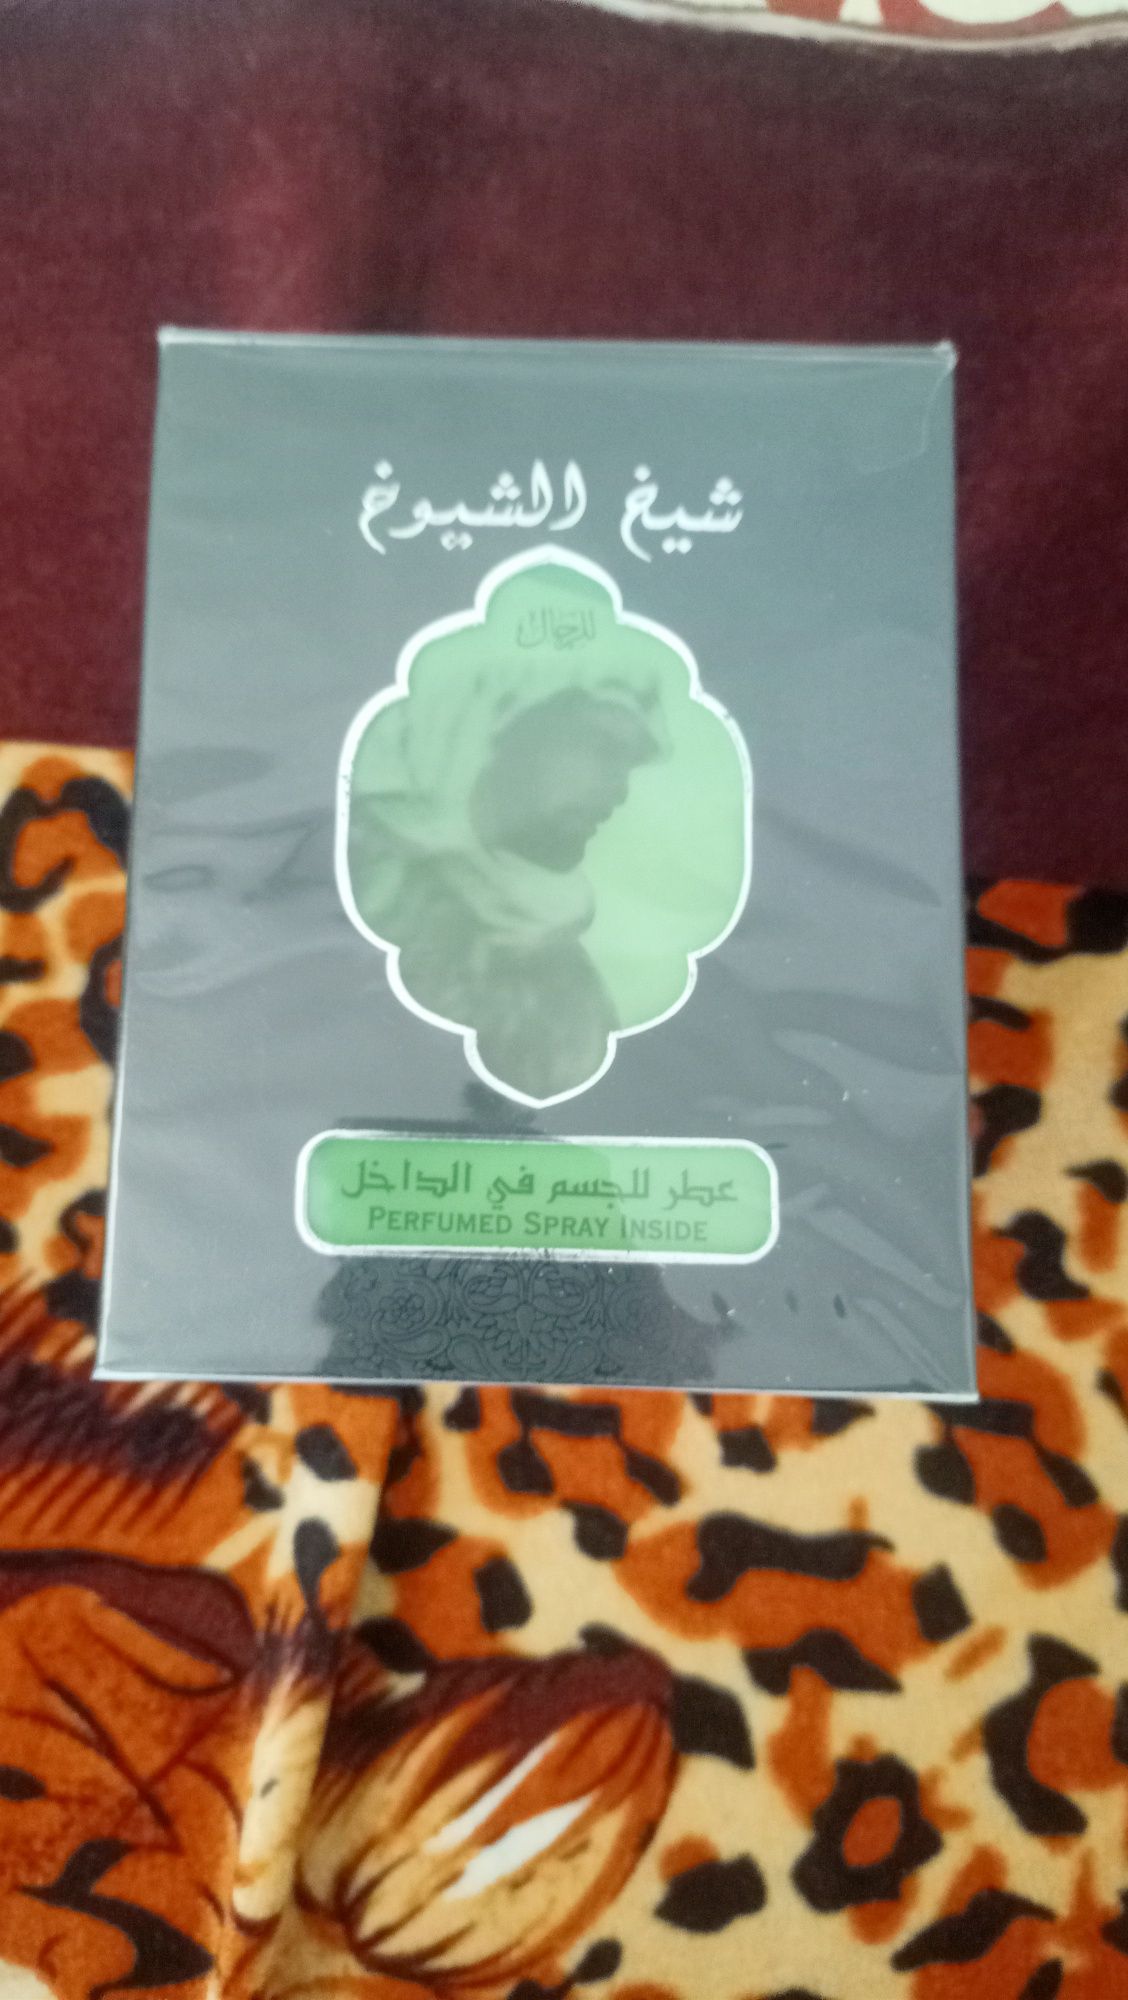 شيخ الشيوخ
للرجال
عطر للجسم في الداخل
PERFUMED SPRAY INSIDE